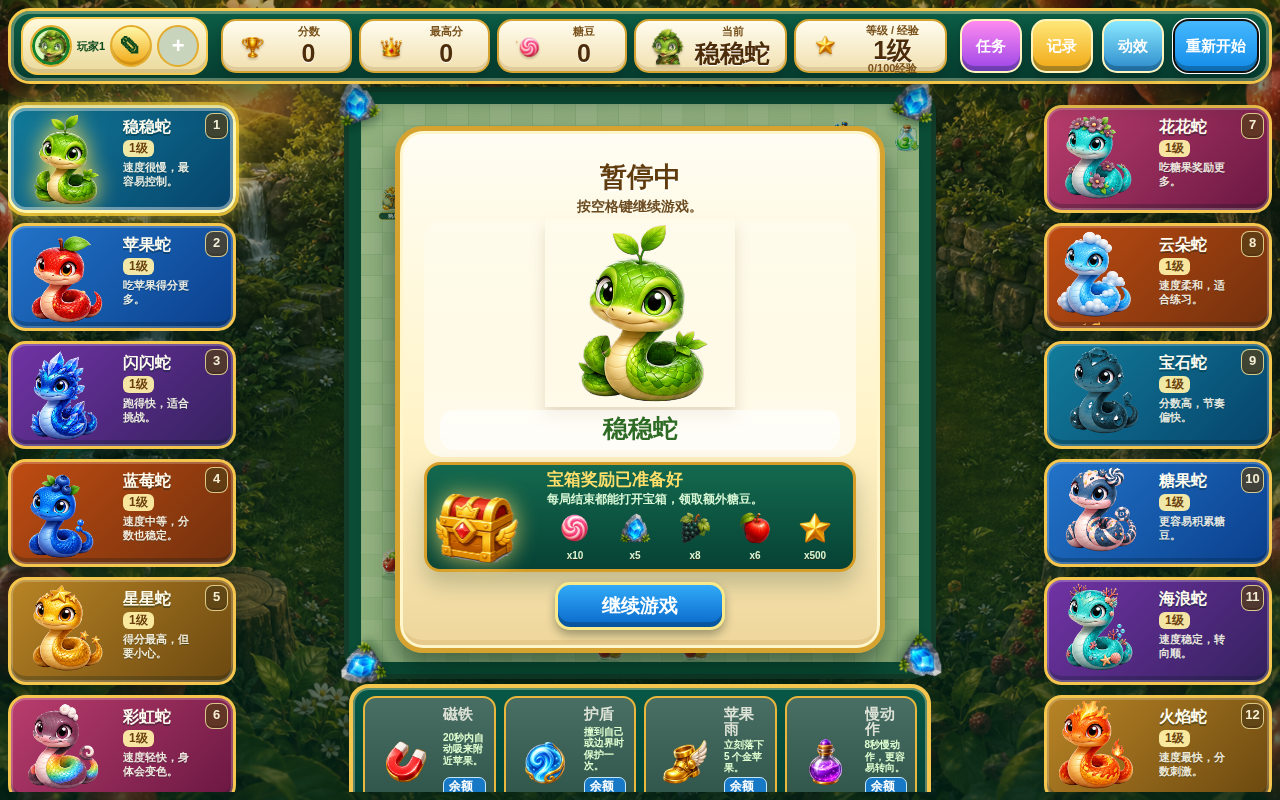 玩家1
+
分数
0
最高分
0
糖豆
0
当前
稳稳蛇
等级 / 经验
1级
0/100经验
任务
记录
动效
重新开始
稳稳蛇
1
1级
速度很慢，最
容易控制。
苹果蛇
2
1级
吃苹果得分更
多。
闪闪蛇
3
1级
跑得快，适合
挑战。
蓝莓蛇
4
1级
速度中等，分
数也稳定。
星星蛇
5
1级
得分最高，但
要小心。
彩虹蛇
6
1级
速度轻快，身
体会变色。
2
暂停中
按空格键继续游戏。
稳稳蛇
宝箱奖励已准备好
每局结束都能打开宝箱，领取额外糖豆。
x10
x5
x8
x6
x500
继续游戏
磁铁
20秒内自
动吸来附
近苹果。
余额
护盾
撞到自己
或边界时
保护一
次。
余额
苹果
雨
立刻落下
5 个金苹
果。
余额
慢动
作
8秒慢动
作，更容
易转向。
余额
花花蛇
7
1级
吃糖果奖励更
多。
云朵蛇
8
1级
速度柔和，适
合练习。
宝石蛇
9
1级
分数高，节奏
偏快。
糖果蛇
10
1级
更容易积累糖
豆。
海浪蛇
11
1级
速度稳定，转
向顺。
火焰蛇
12
1级
速度最快，分
数刺激。